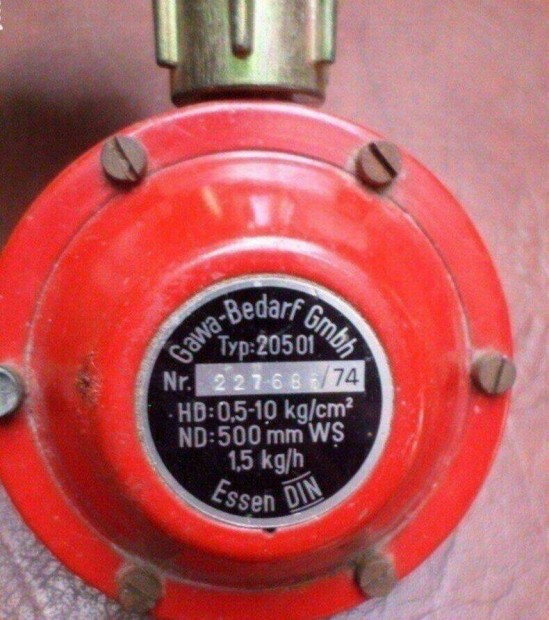 Gawa-Bedarf Gmbh
Typ: 20501
Nr. /74
HD: 0,5-10 kg/cm²
ND: 500 mm WS
1,5 kg/h
Essen DIN